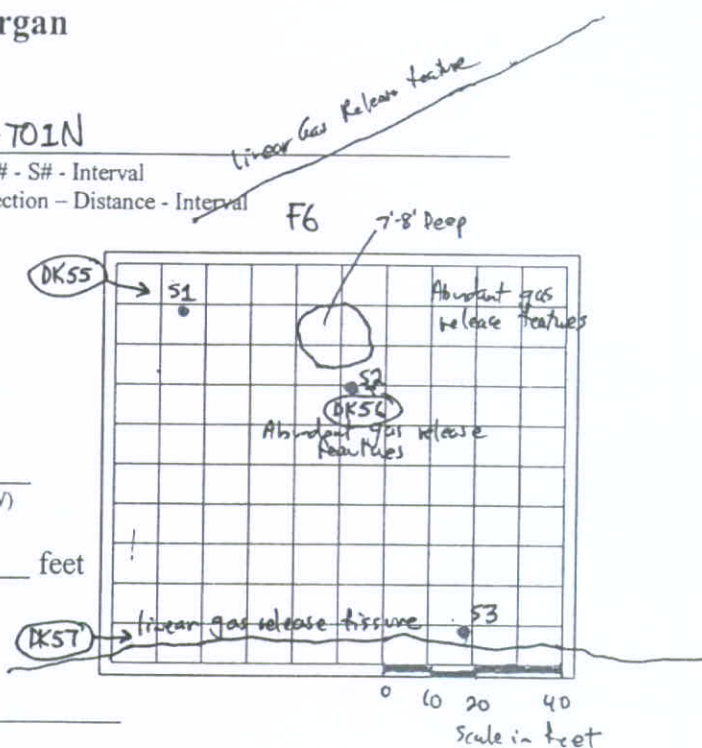 rgan
Linear Gas Release feature
T01N
# - S# - Interval
ction – Distance - Interval
F6
7'-8' Deep
DK55
S1
Abundant gas
release features
S2
DK56
Abundant gas release
features
feet
linear gas release fissure
S3
DK57
0 10 20 40
Scale in feet